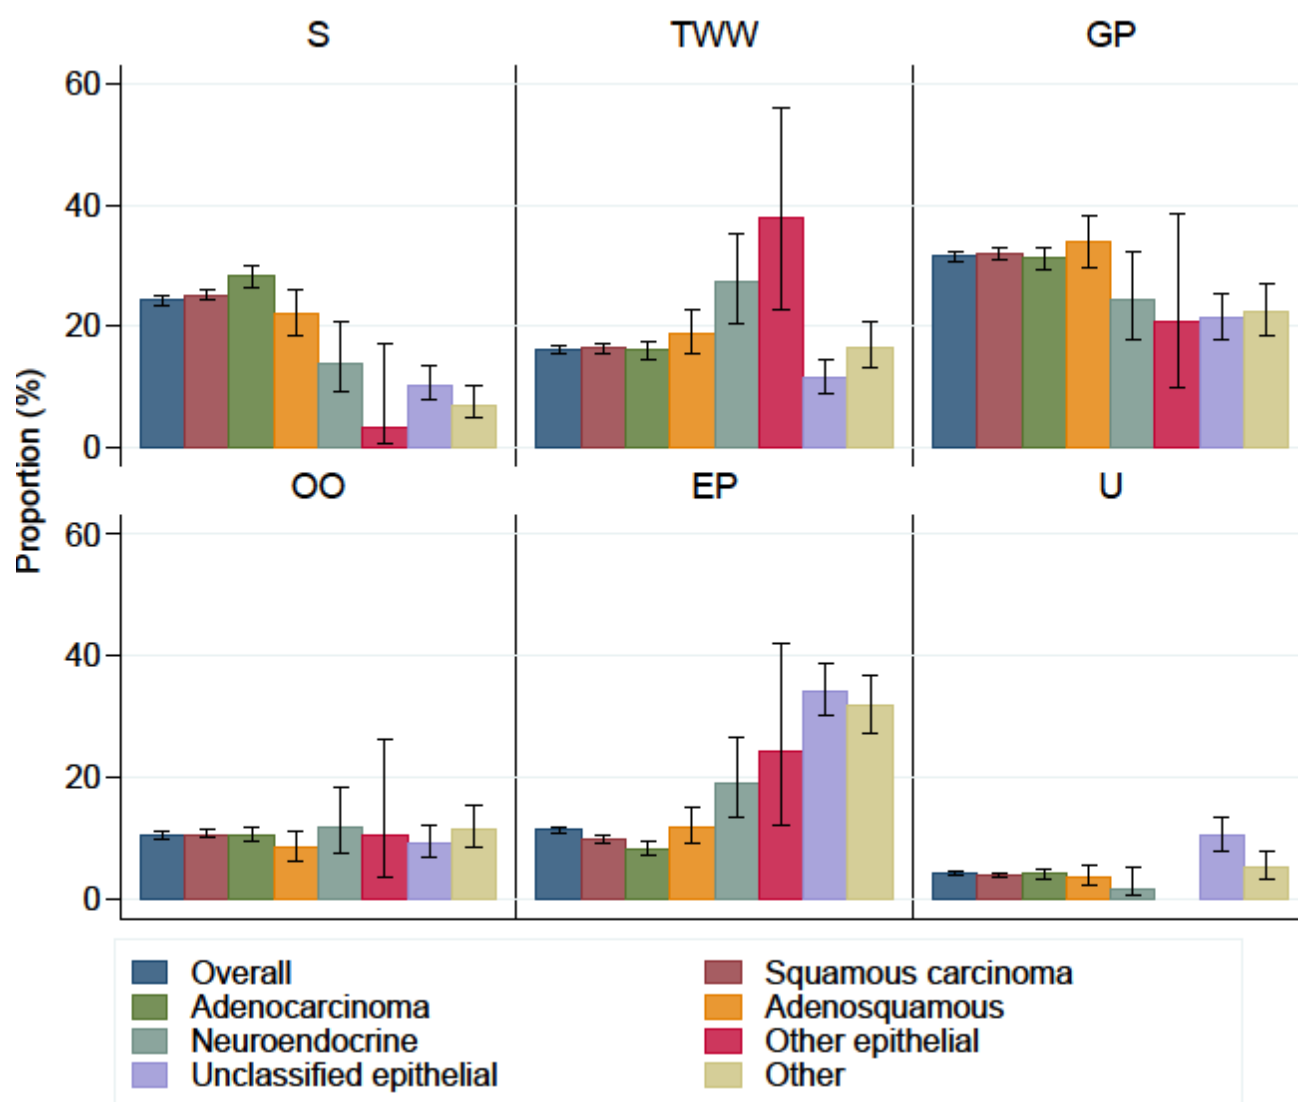 S TWW GP
60
40
20
0
Proportion (%)
OO EP U
60
40
20
0
Overall Squamous carcinoma
Adenocarcinoma Adenosquamous
Neuroendocrine Other epithelial
Unclassified epithelial Other